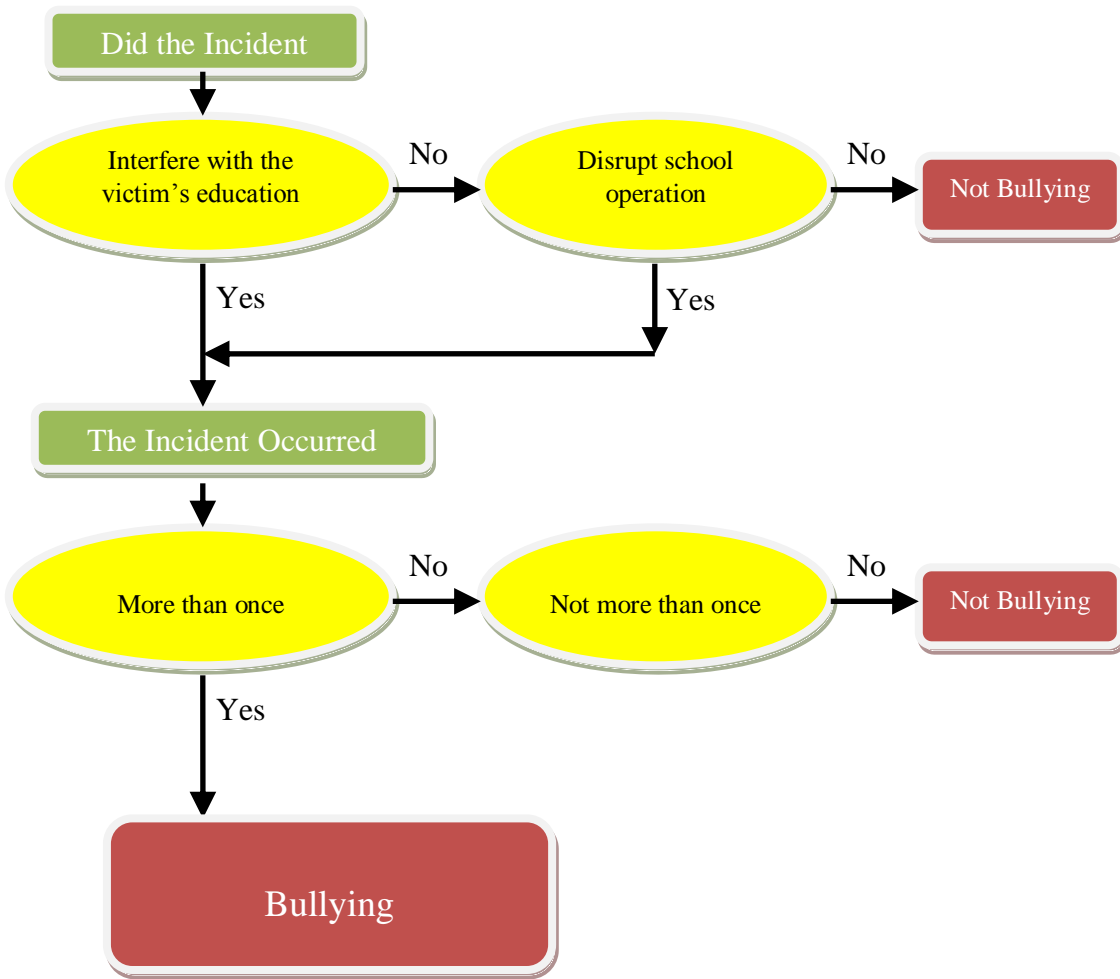 Did the Incident
Interfere with the
victim’s education
No
Disrupt school
operation
No
Not Bullying
Yes
Yes
The Incident Occurred
More than once
No
Not more than once
No
Not Bullying
Yes
Bullying